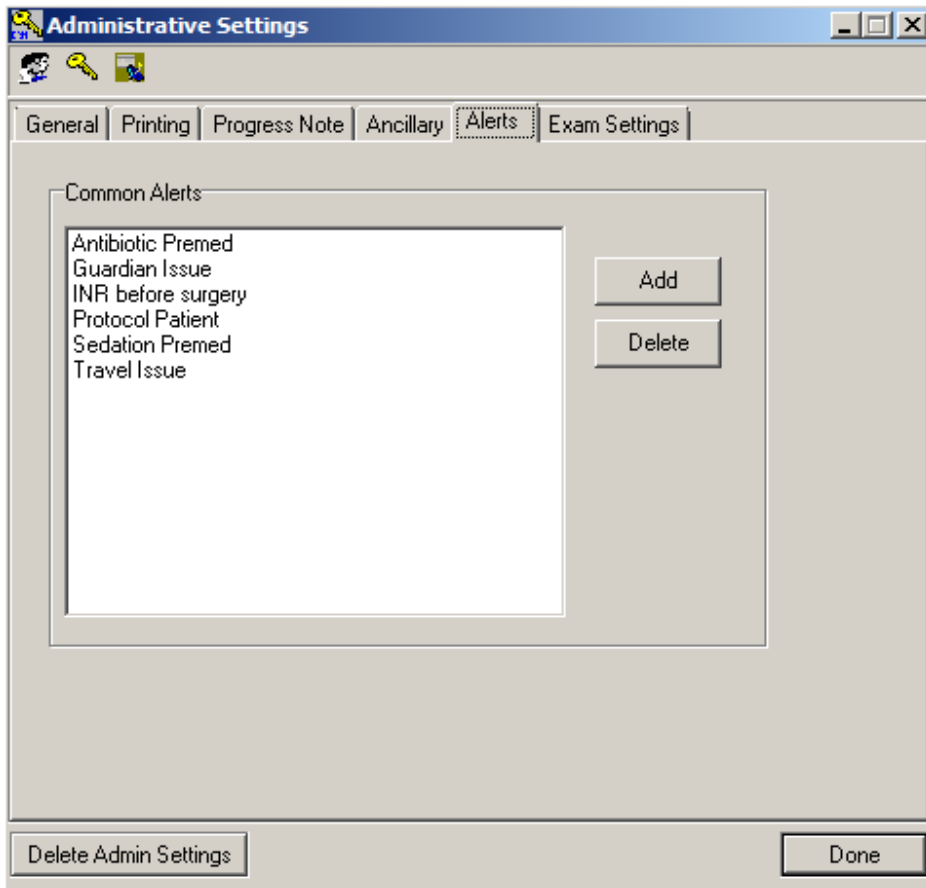 Administrative Settings
General Printing Progress Note Ancillary Alerts Exam Settings
Common Alerts
Antibiotic Premed
Guardian Issue
INR before surgery
Protocol Patient
Sedation Premed
Travel Issue
Add
Delete
Delete Admin Settings
Done